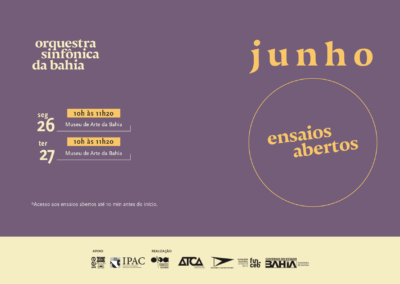 orquestra
sinfônica
da bahia
junho
seg
26
10h às 11h20
Museu de Arte da Bahia
ter
27
10h às 11h20
Museu de Arte da Bahia
ensaios
abertos
*Acesso aos ensaios abertos até 10 min antes do início.
APOIO
REALIZAÇÃO
IPAC
ATCA
fun
ceb
BAHIA